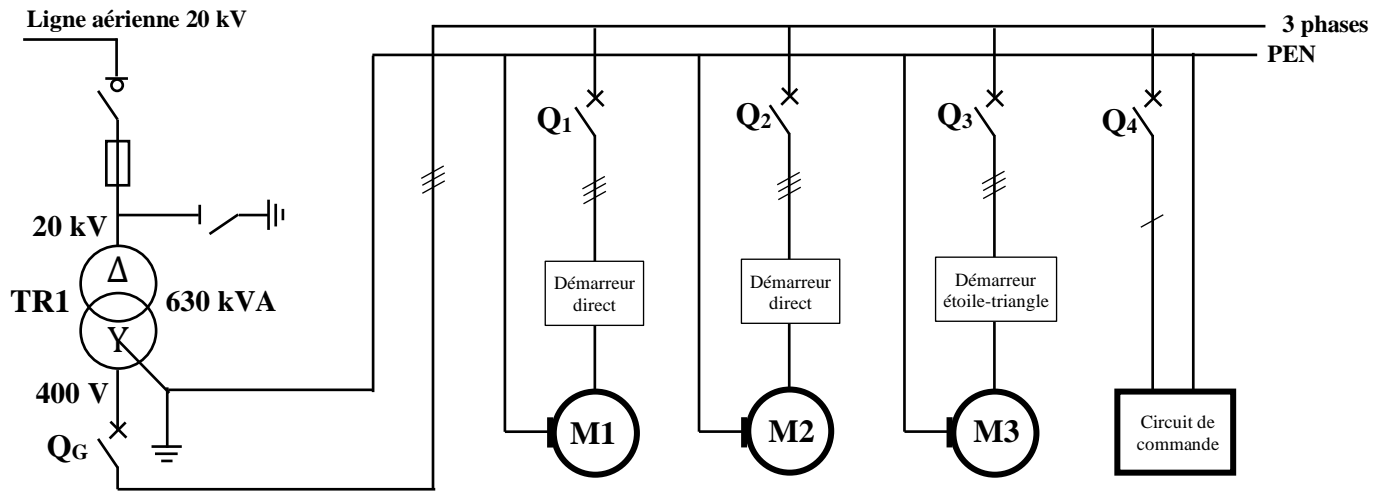 Ligne aérienne 20 kV
3 phases
PEN
Q1
Q2
Q3
Q4
20 kV
Δ
TR1
630 kVA
Y
400 V
QG
Démarreur
direct
Démarreur
direct
Démarreur
étoile-triangle
M1
M2
M3
Circuit de
commande